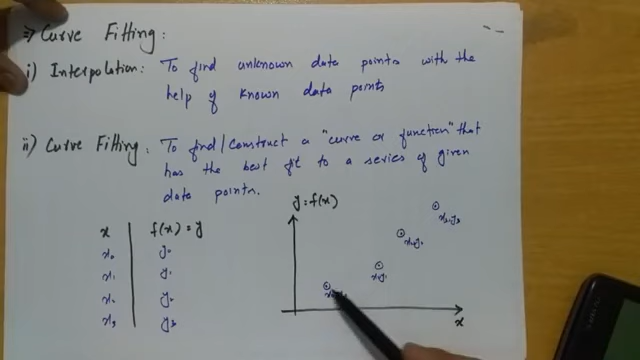 ⇒ Curve Fitting:
i) Interpolation: To find unknown data points with the
help of known data points
ii) Curve Fitting: To find/construct a "curve or function" that
has the best fit to a series of given
data points.
x f(x) = y
x₀ y₀
x₁ y₁
x₂ y₂
x₃ y₃
y = f(x)
x₃,y₃
x₂,y₂
x₁,y₁
x